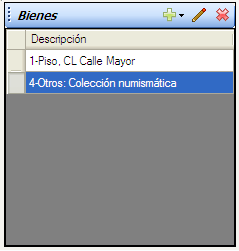 Bienes
Descripción
1-Piso, CL Calle Mayor
4-Otros: Colección numismática